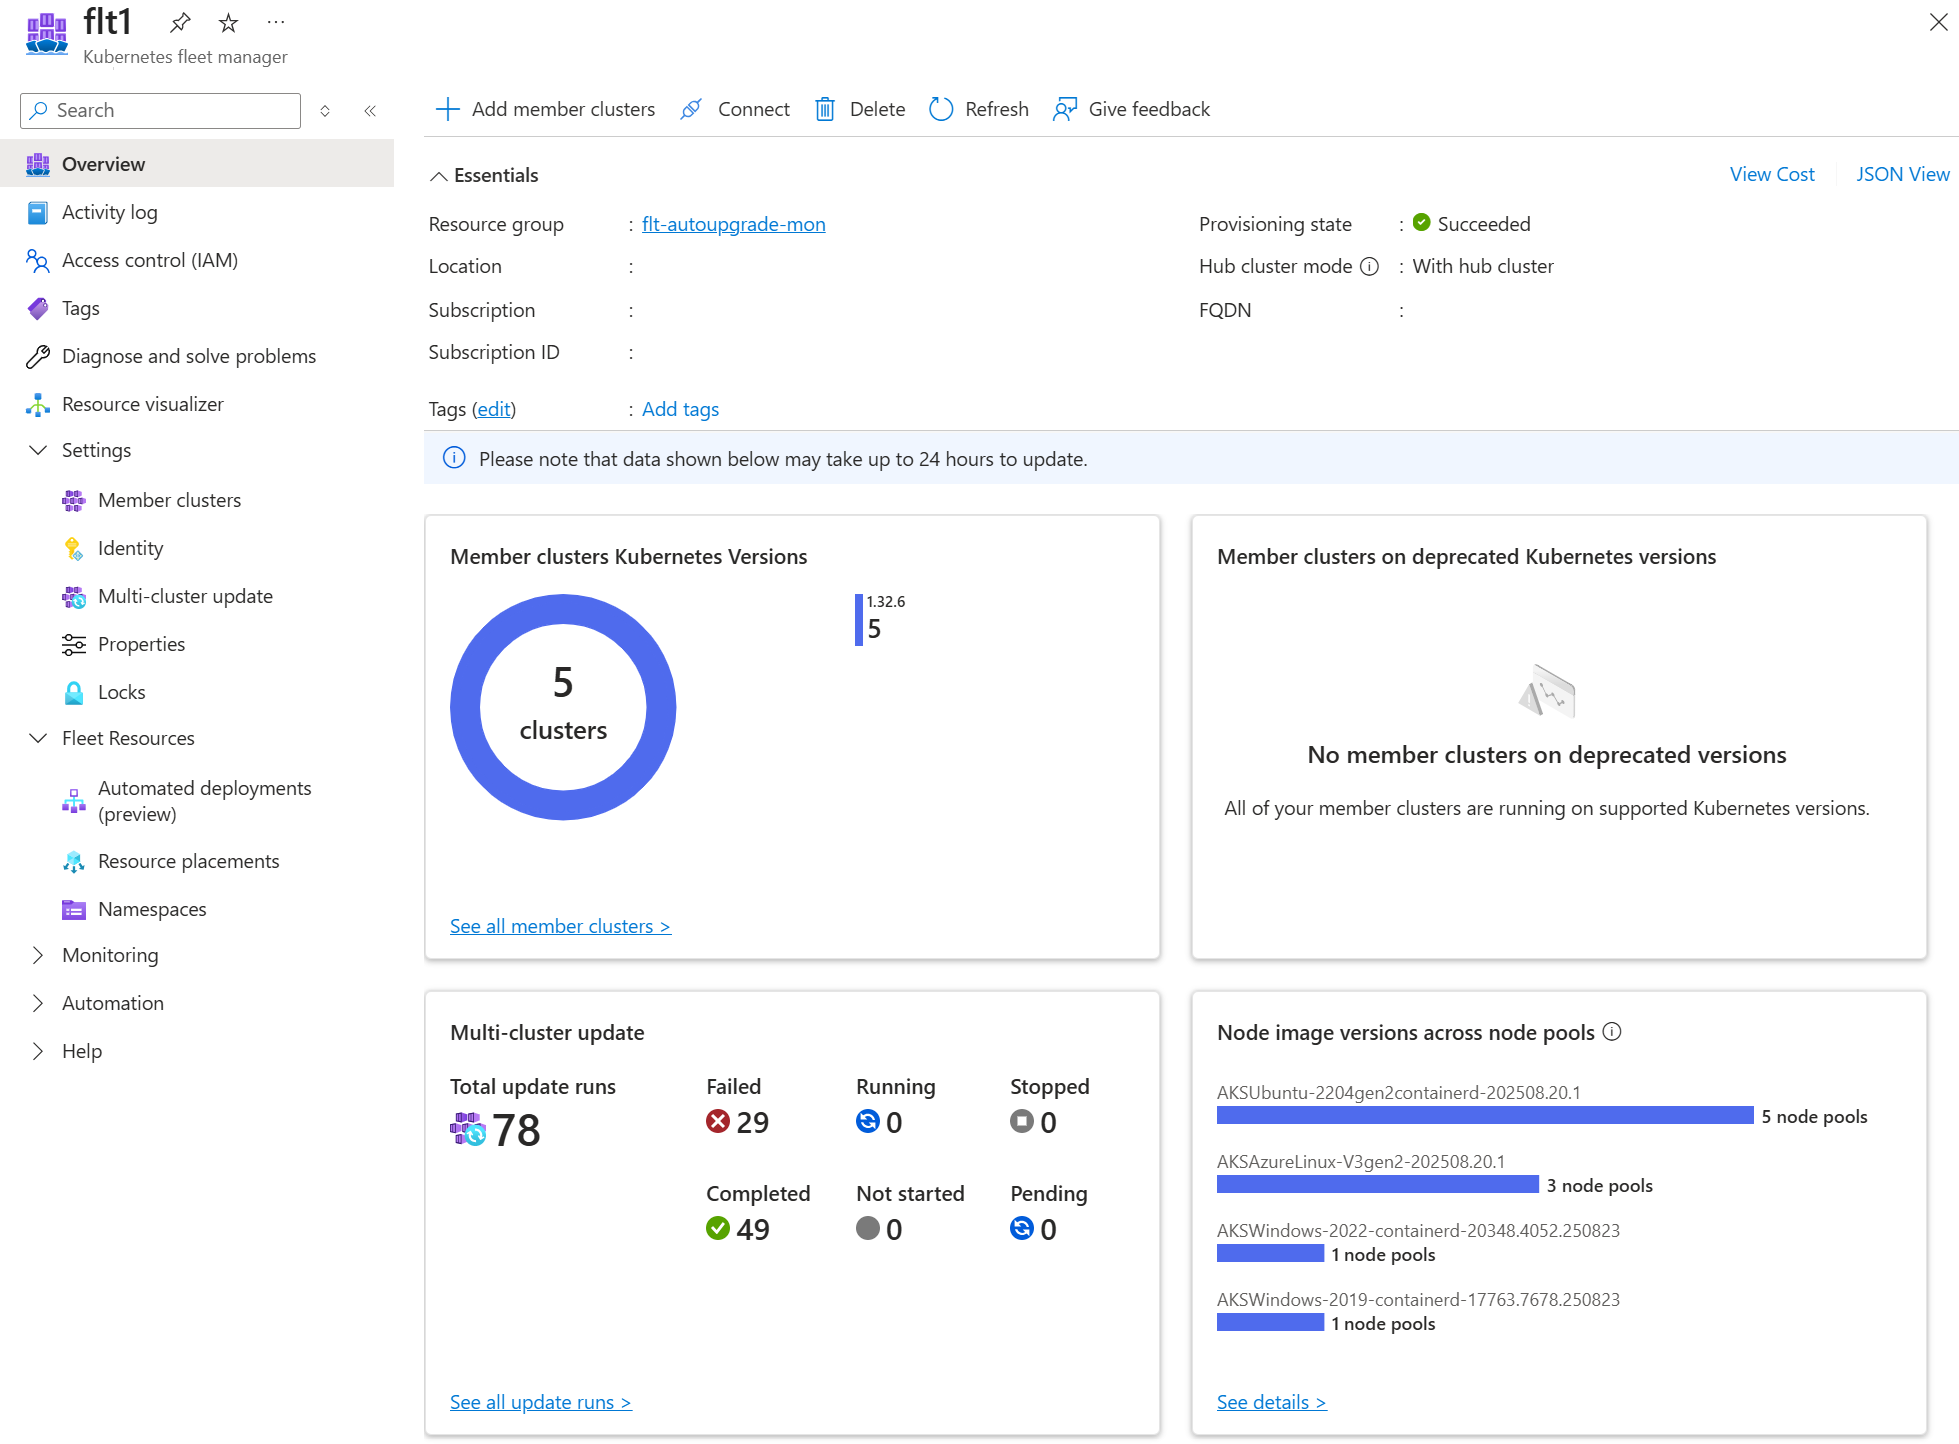 flt1
Kubernetes fleet manager
Search
Overview
Activity log
Access control (IAM)
Tags
Diagnose and solve problems
Resource visualizer
Settings
Member clusters
Identity
Multi-cluster update
Properties
Locks
Fleet Resources
Automated deployments
(preview)
Resource placements
Namespaces
Monitoring
Automation
Help
Add member clusters Connect Delete Refresh Give feedback
Essentials
View Cost JSON View
Resource group : flt-autoupgrade-mon
Location :
Subscription :
Subscription ID :
Tags (edit) : Add tags
Provisioning state : Succeeded
Hub cluster mode : With hub cluster
FQDN :
Please note that data shown below may take up to 24 hours to update.
Member clusters Kubernetes Versions
5
clusters
1.32.6
5
See all member clusters >
Member clusters on deprecated Kubernetes versions
No member clusters on deprecated versions
All of your member clusters are running on supported Kubernetes versions.
Multi-cluster update
Total update runs
78
Failed
29
Running
0
Stopped
0
Completed
49
Not started
0
Pending
0
See all update runs >
Node image versions across node pools
AKSUbuntu-2204gen2containerd-202508.20.1
5 node pools
AKSAzureLinux-V3gen2-202508.20.1
3 node pools
AKSWindows-2022-containerd-20348.4052.250823
1 node pools
AKSWindows-2019-containerd-17763.7678.250823
1 node pools
See details >